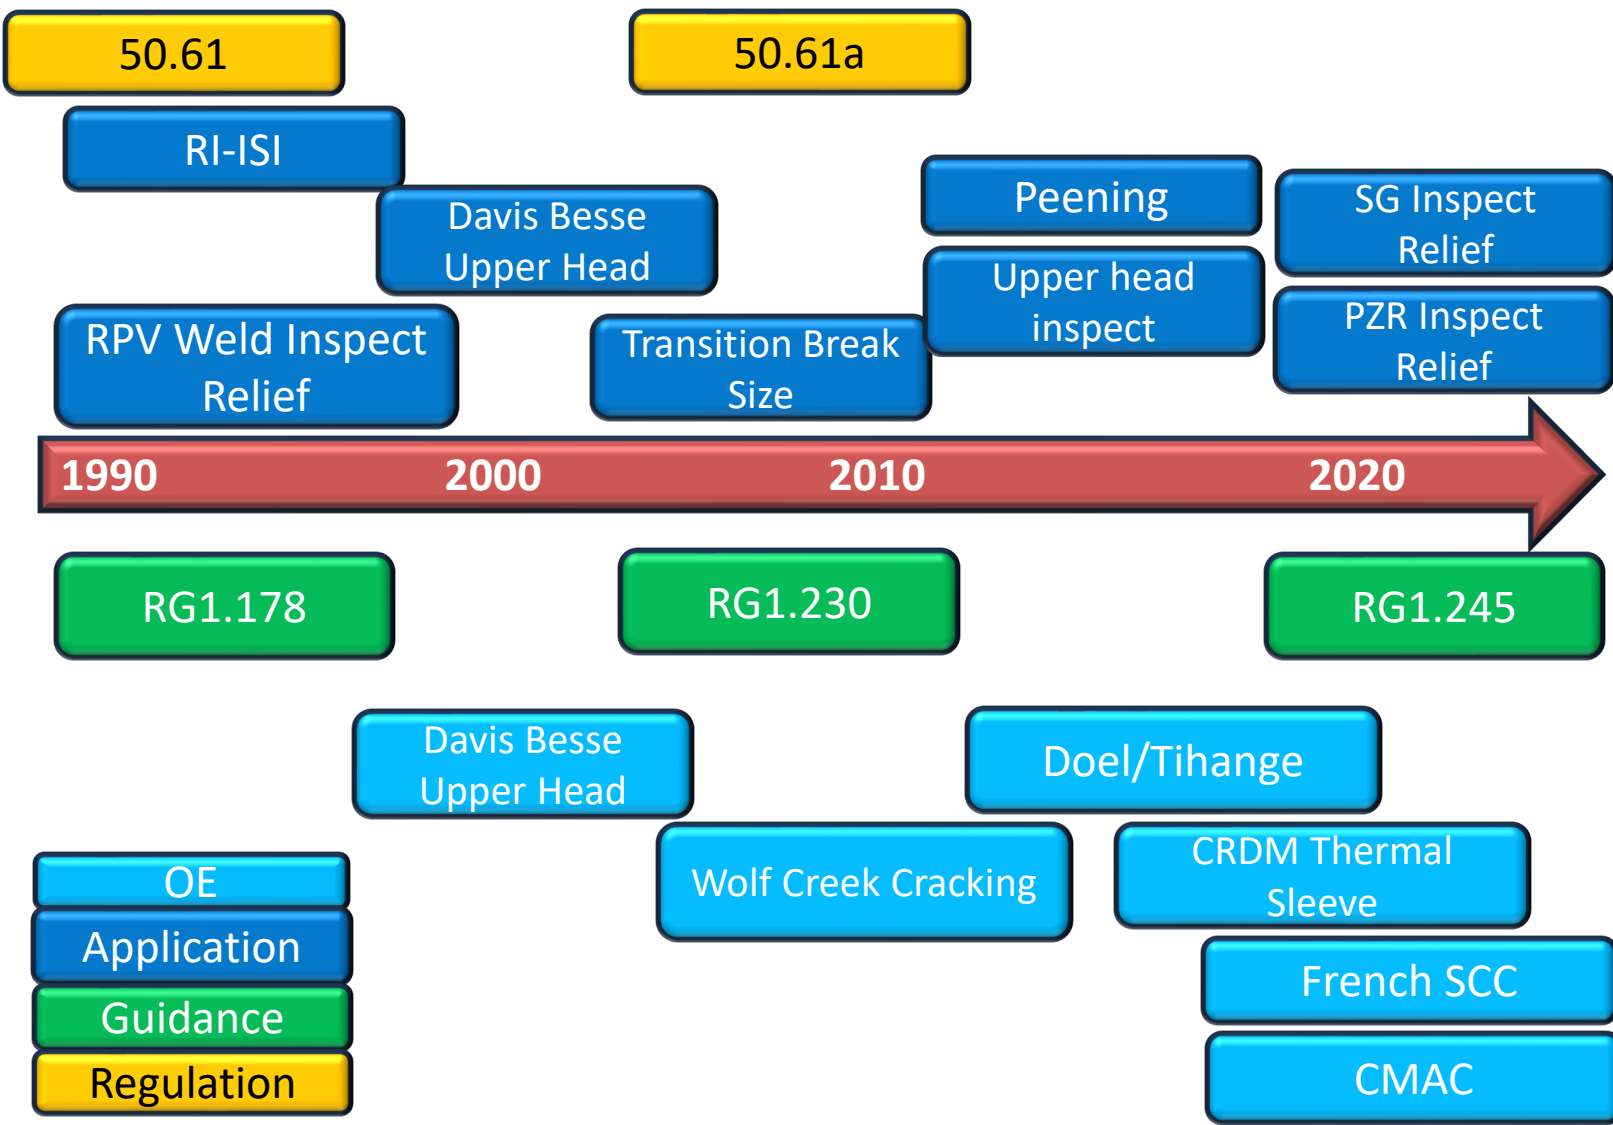 50.61
50.61a
RI-ISI
Davis Besse
Upper Head
Peening
SG Inspect
Relief
RPV Weld Inspect
Relief
Transition Break
Size
Upper head
inspect
PZR Inspect
Relief
1990
2000
2010
2020
RG1.178
RG1.230
RG1.245
Davis Besse
Upper Head
Doel/Tihange
Wolf Creek Cracking
CRDM Thermal
Sleeve
French SCC
CMAC
OE
Application
Guidance
Regulation